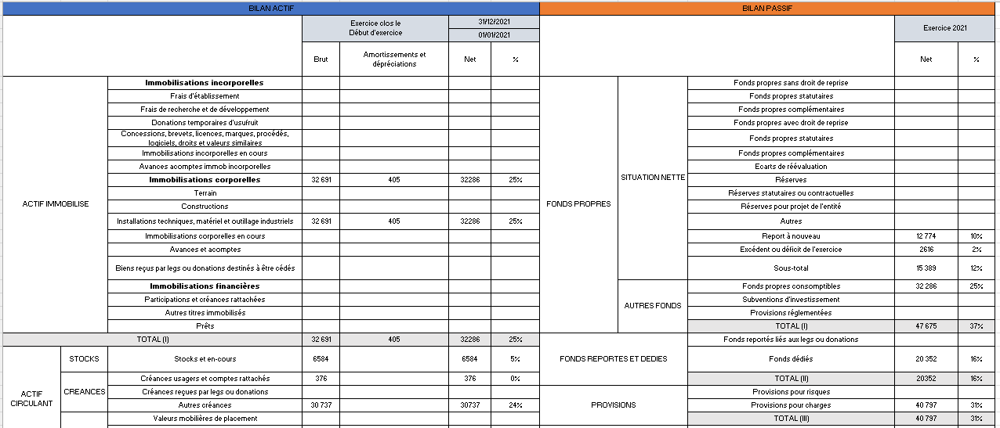 BILAN ACTIF
BILAN PASSIF
Exercice clos le
Début d'exercice
31/12/2021
01/01/2021
Exercice 2021
Brut
Amortissements et
dépréciations
Net
%
Net
%
Immobilisations incorporelles
Fonds propres sans droit de reprise
Frais d'établissement
Fonds propres statutaires
Frais de recherche et de développement
Fonds propres complémentaires
Donations temporaires d'usufruit
Fonds propres avec droit de reprise
Concessions, brevets, licences, marques, procédés,
logiciels, droits et valeurs similaires
Fonds propres statutaires
Immobilisations incorporelles en cours
Fonds propres complémentaires
Avances acomptes immob incorporelles
Ecarts de réévaluation
SITUATION NETTE
Immobilisations corporelles 32 691 405 32286 25%
Réserves
Terrain
Réserves statutaires ou contractuelles
ACTIF IMMOBILISE
Constructions
FONDS PROPRES
Réserves pour projet de l'entité
Installations techniques, matériel et outillage industriels 32 691 405 32286 25%
Autres
Immobilisations corporelles en cours
Report à nouveau 12 774 10%
Avances et acomptes
Excédent ou déficit de l'exercice 2616 2%
Biens reçus par legs ou donations destinés à être cédés
Sous-total 15 389 12%
Immobilisations financières
Fonds propres consomptibles 32 286 25%
Participations et créances rattachées
AUTRES FONDS
Subventions d'investissement
Autres titres immobilisés
Provisions réglementées
Prêts
TOTAL (I) 47 675 37%
TOTAL (I) 32 691 405 32286 25%
Fonds reportés liés aux legs ou donations
STOCKS
Stocks et en-cours 6584 6584 5%
FONDS REPORTES ET DEDIES
Fonds dédiés 20 352 16%
Créances usagers et comptes rattachés 376 376 0%
TOTAL (II) 20352 16%
ACTIF
CIRCULANT
CREANCES
Créances reçues par legs ou donations
Provisions pour risques
Autres créances 30 737 30737 24%
PROVISIONS
Provisions pour charges 40 797 31%
Valeurs mobilières de placement
TOTAL (III) 40 797 31%